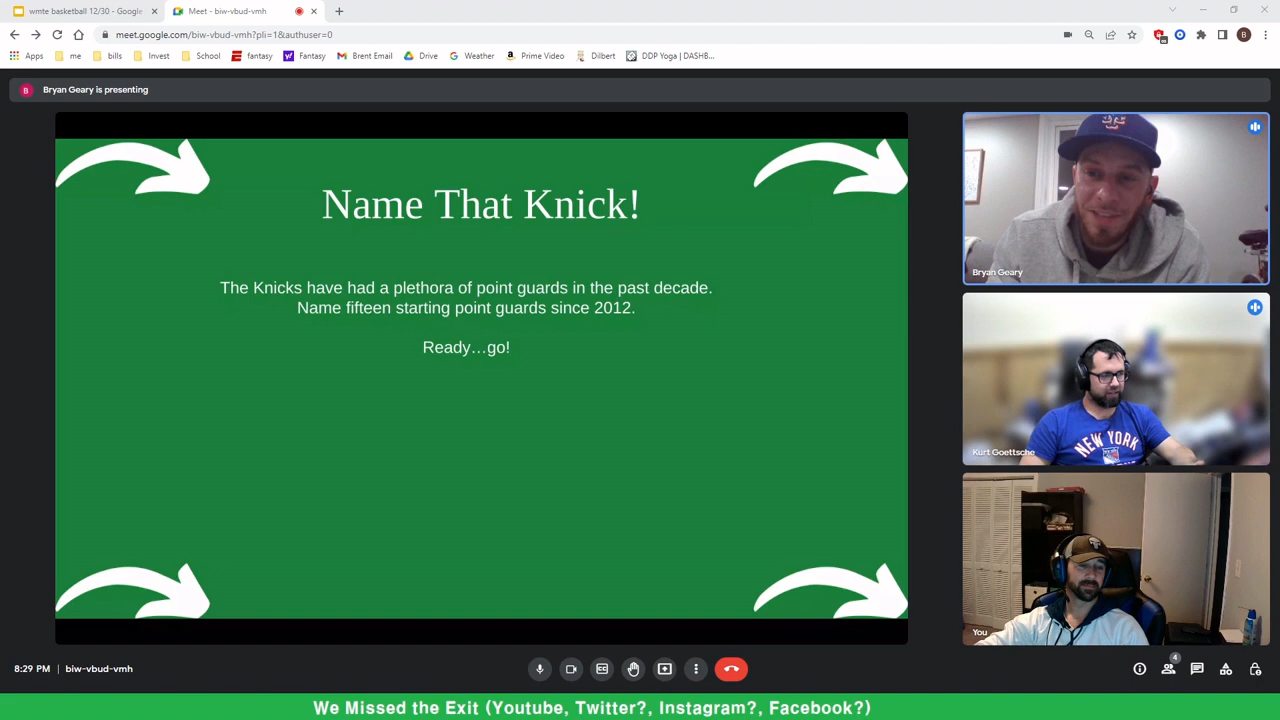 wmte basketball 12/30 - Google
Meet - biw-vbud-vmh
meet.google.com/biw-vbud-vmh?pli=1&authuser=0
Apps
me
bills
Invest
School
fantasy
Fantasy
Brent Email
Drive
Weather
Prime Video
Dilbert
DDP Yoga | DASHB...
B
B
Bryan Geary is presenting
Name That Knick!
The Knicks have had a plethora of point guards in the past decade.
Name fifteen starting point guards since 2012.
Ready...go!
Bryan Geary
NEW YORK
Kurt Goettsche
You
8:29 PM | biw-vbud-vmh
4
We Missed the Exit (Youtube, Twitter?, Instagram?, Facebook?)